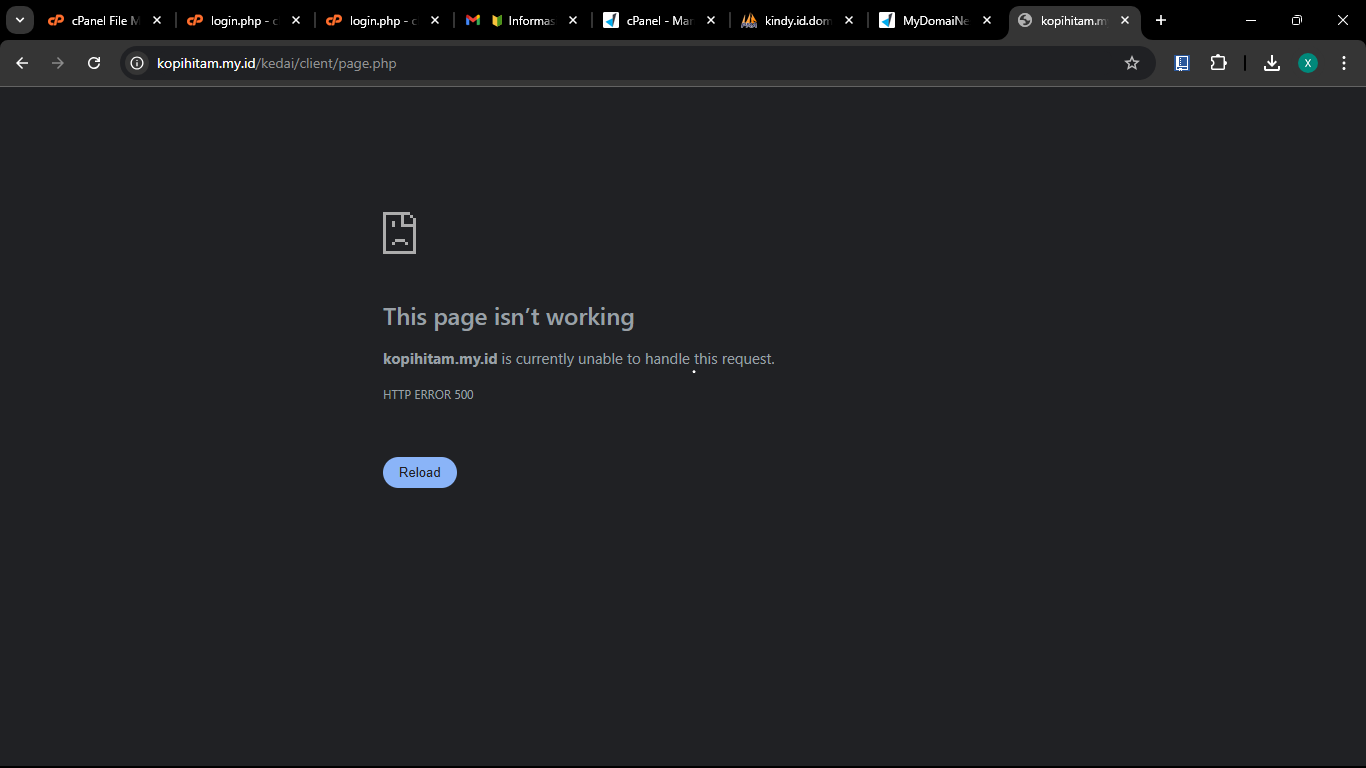 cPanel File M
login.php - c
login.php - c
Informas
cPanel - Mar
kindy.id.dom
MyDomaiNe
kopihitam.m
kopihitam.my.id/kedai/client/page.php
X
This page isn’t working
kopihitam.my.id is currently unable to handle this request.
HTTP ERROR 500
Reload